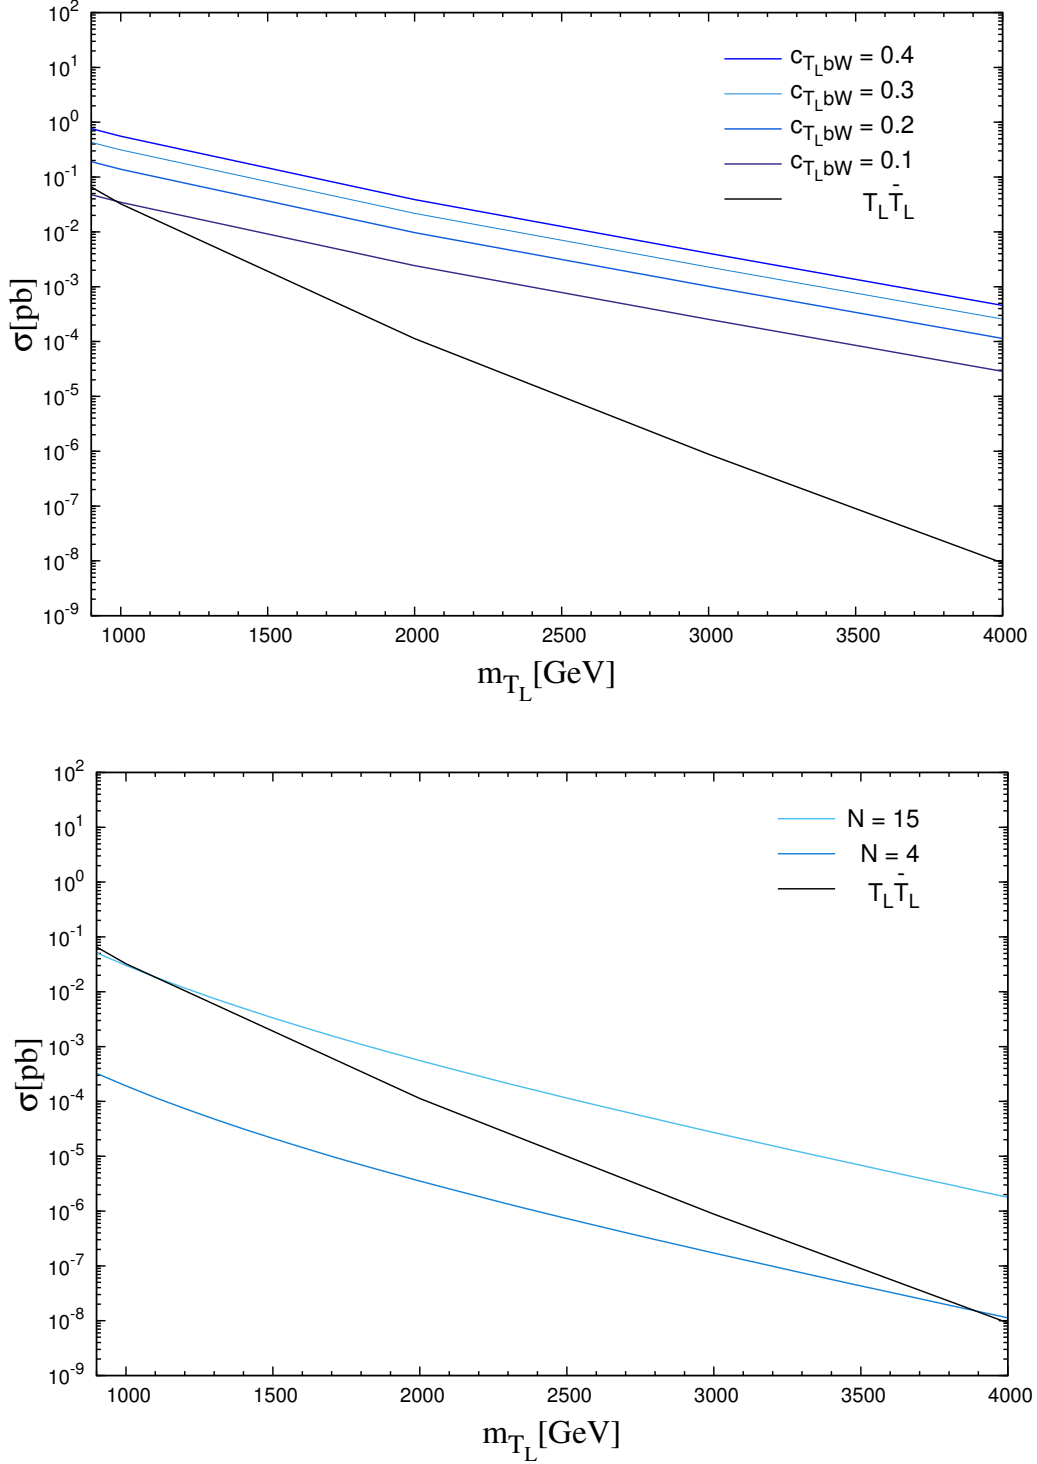 10^2
10^1
10^0
10^-1
10^-2
10^-3
10^-4
10^-5
10^-6
10^-7
10^-8
10^-9
σ[pb]
c_{T_L bW} = 0.4
c_{T_L bW} = 0.3
c_{T_L bW} = 0.2
c_{T_L bW} = 0.1
T_L T̄_L
1000 1500 2000 2500 3000 3500 4000
m_{T_L}[GeV]
10^2
10^1
10^0
10^-1
10^-2
10^-3
10^-4
10^-5
10^-6
10^-7
10^-8
10^-9
σ[pb]
N = 15
N = 4
T_L T̄_L
1000 1500 2000 2500 3000 3500 4000
m_{T_L}[GeV]